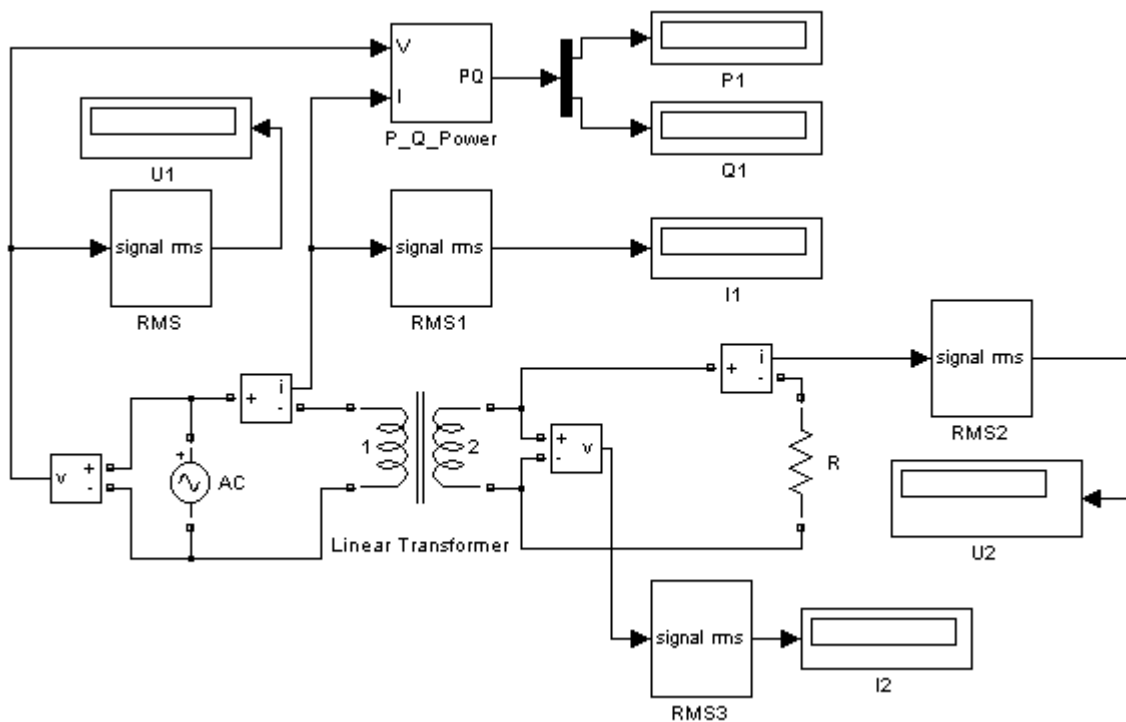 V
I
PQ
P_Q_Power
P1
Q1
U1
signal rms
RMS
signal rms
RMS1
I1
signal rms
RMS2
+
-
v
+
AC
+
-
i
1
2
Linear Transformer
+
-
v
+
-
i
R
U2
signal rms
RMS3
I2